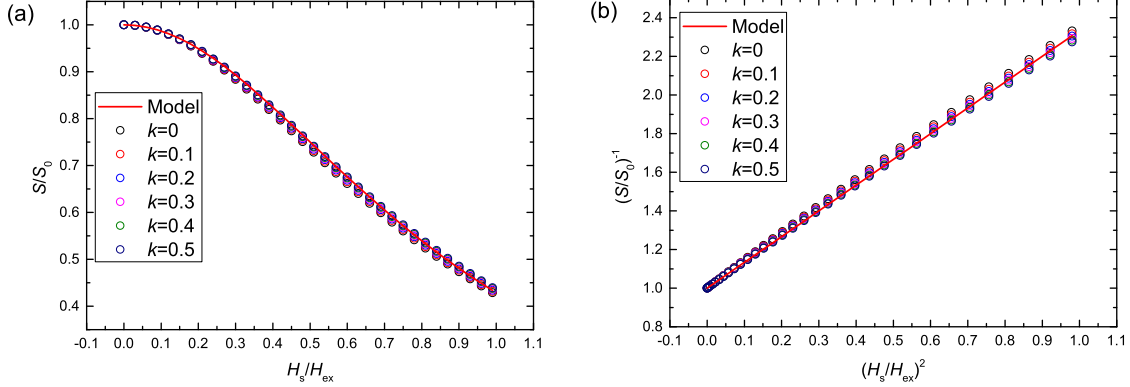 (a)
1.0
0.9
0.8
0.7
0.6
0.5
0.4
S/S₀
Model
k=0
k=0.1
k=0.2
k=0.3
k=0.4
k=0.5
-0.1 0.0 0.1 0.2 0.3 0.4 0.5 0.6 0.7 0.8 0.9 1.0 1.1
Hₛ/Hₑₓ
(b)
2.4
2.2
2.0
1.8
1.6
1.4
1.2
1.0
0.8
(S/S₀)⁻¹
Model
k=0
k=0.1
k=0.2
k=0.3
k=0.4
k=0.5
-0.1 0.0 0.1 0.2 0.3 0.4 0.5 0.6 0.7 0.8 0.9 1.0 1.1
(Hₛ/Hₑₓ)²